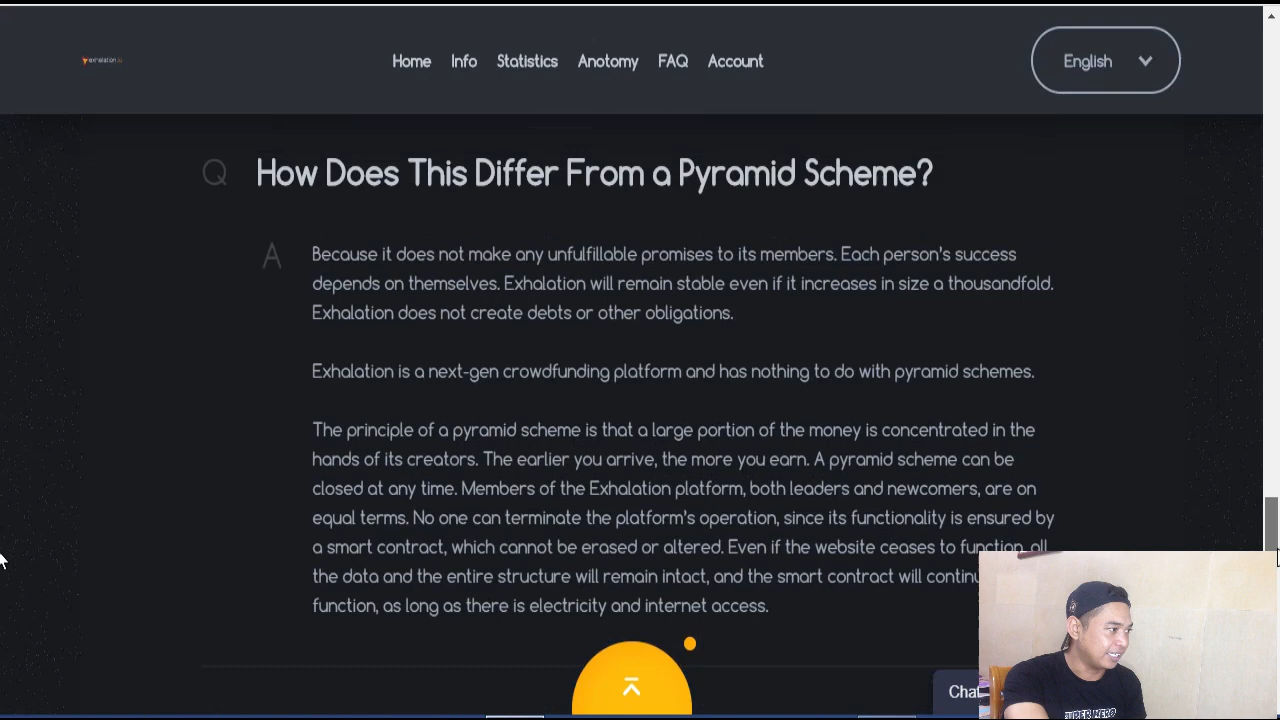 exhalation.io
Home Info Statistics Anotomy FAQ Account
English
Q How Does This Differ From a Pyramid Scheme?
A Because it does not make any unfulfillable promises to its members. Each person's success
depends on themselves. Exhalation will remain stable even if it increases in size a thousandfold.
Exhalation does not create debts or other obligations.
Exhalation is a next-gen crowdfunding platform and has nothing to do with pyramid schemes.
The principle of a pyramid scheme is that a large portion of the money is concentrated in the
hands of its creators. The earlier you arrive, the more you earn. A pyramid scheme can be
closed at any time. Members of the Exhalation platform, both leaders and newcomers, are on
equal terms. No one can terminate the platform's operation, since its functionality is ensured by
a smart contract, which cannot be erased or altered. Even if the website ceases to function, all
the data and the entire structure will remain intact, and the smart contract will contin
function, as long as there is electricity and internet access.
Chat
SUPER HERO